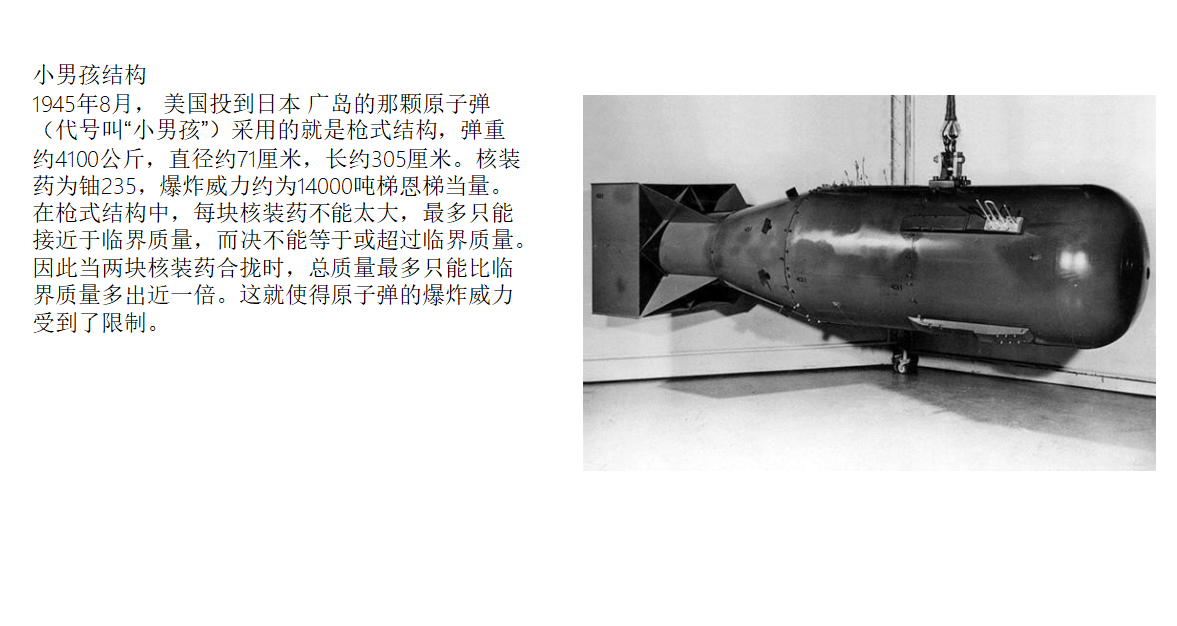 小男孩结构
1945年8月， 美国投到日本 广岛的那颗原子弹
（代号叫“小男孩”）采用的就是枪式结构，弹重
约4100公斤，直径约71厘米，长约305厘米。核装
药为铀235，爆炸威力约为14000吨梯恩梯当量。
在枪式结构中，每块核装药不能太大，最多只能
接近于临界质量，而决不能等于或超过临界质量。
因此当两块核装药合拢时，总质量最多只能比临
界质量多出近一倍。这就使得原子弹的爆炸威力
受到了限制。